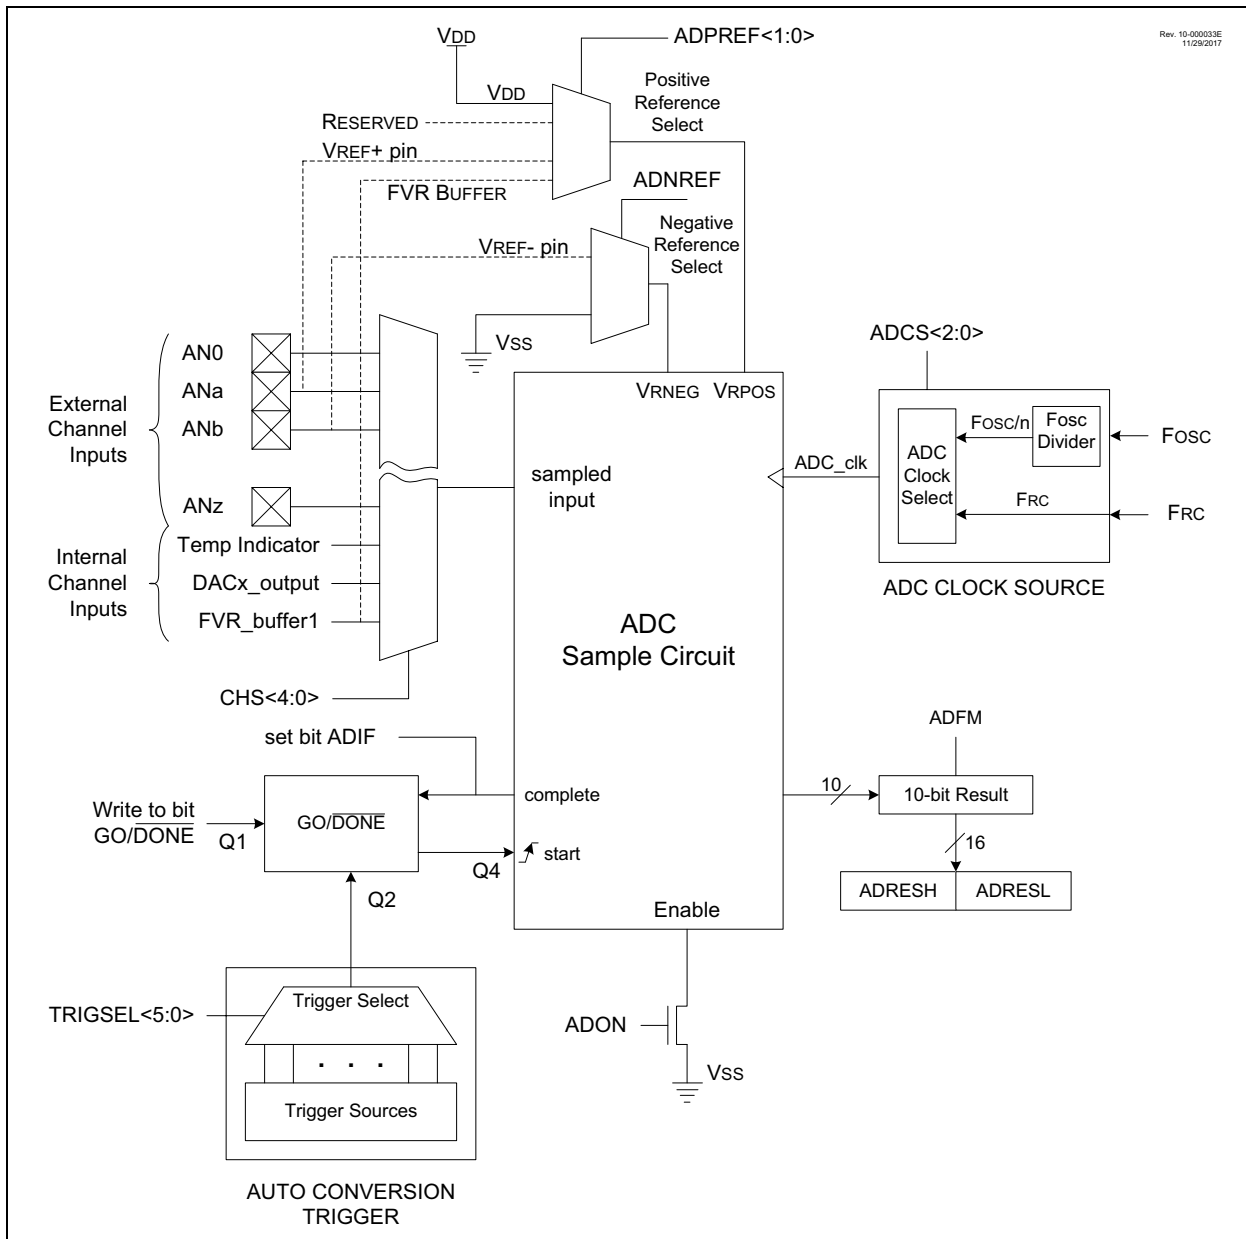 Rev. 10-000033E
11/29/2017
VDD
ADPREF<1:0>
VDD
Positive
Reference
Select
RESERVED
VREF+ pin
FVR BUFFER
ADNREF
Negative
Reference
Select
VREF- pin
VSS
External
Channel
Inputs
AN0
ANa
ANb
ANz
Internal
Channel
Inputs
Temp Indicator
DACx_output
FVR_buffer1
CHS<4:0>
VRNEG VRPOS
sampled
input
ADC
Sample Circuit
ADC_clk
ADCS<2:0>
ADC
Clock
Select
FOSC/n
Fosc
Divider
FOSC
FRC
FRC
ADC CLOCK SOURCE
set bit ADIF
complete
Write to bit
GO/DONE
Q1
GO/DONE
Q4
start
Q2
Enable
10
ADFM
10-bit Result
16
ADRESH
ADRESL
TRIGSEL<5:0>
Trigger Select
. . .
Trigger Sources
AUTO CONVERSION
TRIGGER
ADON
VSS